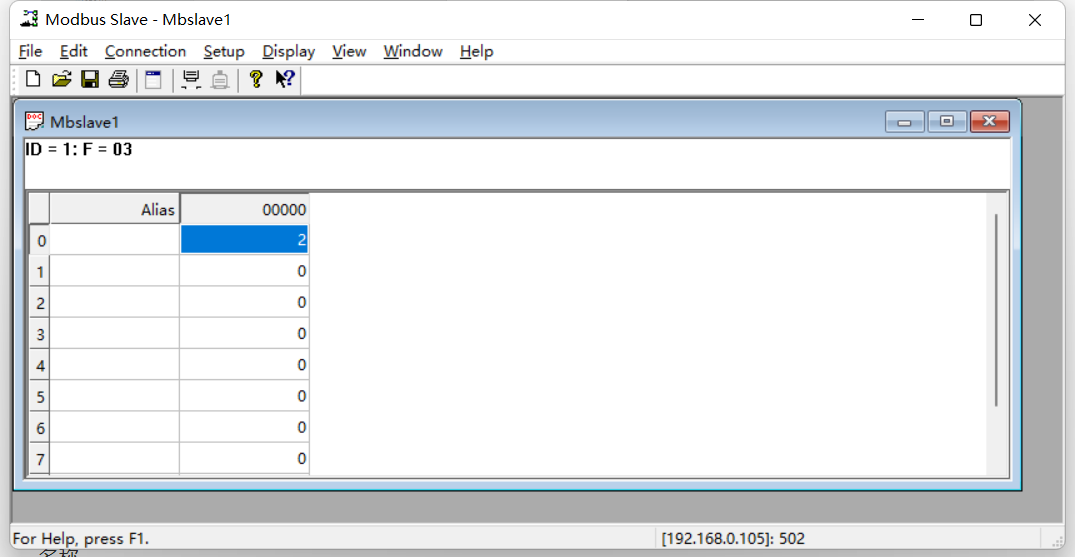 Modbus Slave - Mbslave1
File Edit Connection Setup Display View Window Help
Mbslave1
ID = 1: F = 03
Alias 00000
0 2
1 0
2 0
3 0
4 0
5 0
6 0
7 0
For Help, press F1. [192.168.0.105]: 502
名称